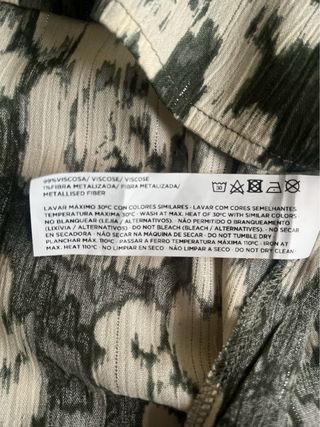 99%VISCOSA/ VISCOSE/ VISCOSE
1%FIBRA METALIZADA/ FIBRA METALIZADA/
METALLISED FIBER
30
LAVAR MÁXIMO 30ºC CON COLORES SIMILARES · LAVAR COM CORES SEMELHANTES.
TEMPERATURA MÁXIMA 30ºC · WASH AT MAX. HEAT OF 30ºC WITH SIMILAR COLORS
NO BLANQUEAR (LEJIA / ALTERNATIVOS) · NÃO PERMITIDO O BRANQUEAMENTO
(LIXÍVIA / ALTERNATIVOS) · DO NOT BLEACH (BLEACH / ALTERNATIVES) · NO SECAR
EN SECADORA · NÃO SECAR NA MÁQUINA DE SECAR · DO NOT TUMBLE DRY
PLANCHAR MÁX. 110ºC · PASSAR A FERRO TEMPERATURA MÁXIMA 110ºC · IRON AT
MAX. HEAT 110ºC · NO LIMPIAR EN SECO · NÃO LIMPAR A SECO · DO NOT DRY CLEAN